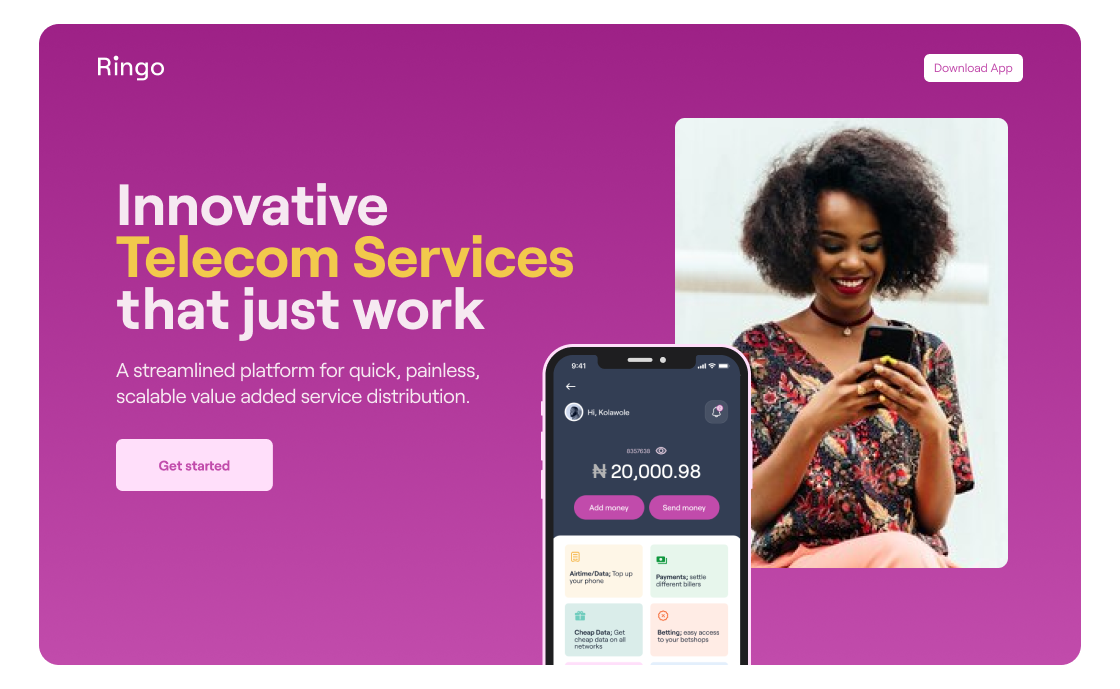 Ringo
Download App
Innovative
Telecom Services
that just work
A streamlined platform for quick, painless,
scalable value added service distribution.
Get started
9:41
Hi, Kolawole
8357638
₦ 20,000.98
Add money
Send money
Airtime/Data; Top up
your phone
Payments; settle
different billers
Cheap Data; Get
cheap data on all
networks
Betting; easy access
to your betshops